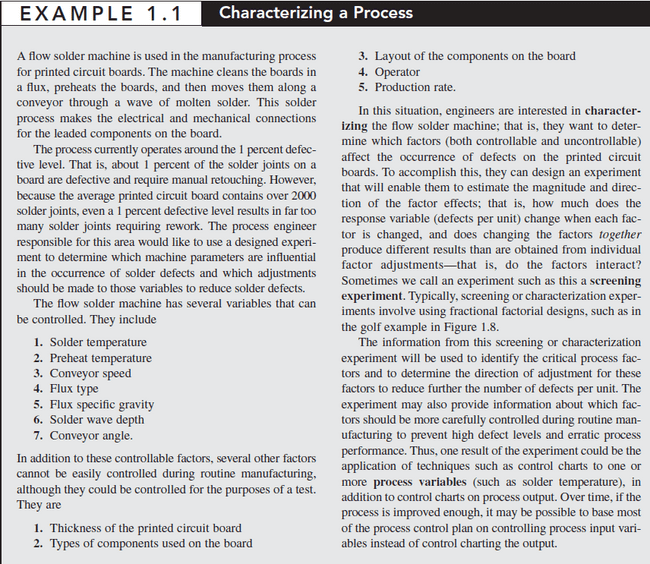 EXAMPLE 1.1 Characterizing a Process
A flow solder machine is used in the manufacturing process
for printed circuit boards. The machine cleans the boards in
a flux, preheats the boards, and then moves them along a
conveyor through a wave of molten solder. This solder
process makes the electrical and mechanical connections
for the leaded components on the board.
The process currently operates around the 1 percent defec-
tive level. That is, about 1 percent of the solder joints on a
board are defective and require manual retouching. However,
because the average printed circuit board contains over 2000
solder joints, even a 1 percent defective level results in far too
many solder joints requiring rework. The process engineer
responsible for this area would like to use a designed experi-
ment to determine which machine parameters are influential
in the occurrence of solder defects and which adjustments
should be made to those variables to reduce solder defects.
The flow solder machine has several variables that can
be controlled. They include
1. Solder temperature
2. Preheat temperature
3. Conveyor speed
4. Flux type
5. Flux specific gravity
6. Solder wave depth
7. Conveyor angle.
In addition to these controllable factors, several other factors
cannot be easily controlled during routine manufacturing,
although they could be controlled for the purposes of a test.
They are
1. Thickness of the printed circuit board
2. Types of components used on the board
3. Layout of the components on the board
4. Operator
5. Production rate.
In this situation, engineers are interested in character-
izing the flow solder machine; that is, they want to deter-
mine which factors (both controllable and uncontrollable)
affect the occurrence of defects on the printed circuit
boards. To accomplish this, they can design an experiment
that will enable them to estimate the magnitude and direc-
tion of the factor effects; that is, how much does the
response variable (defects per unit) change when each fac-
tor is changed, and does changing the factors together
produce different results than are obtained from individual
factor adjustments—that is, do the factors interact?
Sometimes we call an experiment such as this a screening
experiment. Typically, screening or characterization exper-
iments involve using fractional factorial designs, such as in
the golf example in Figure 1.8.
The information from this screening or characterization
experiment will be used to identify the critical process fac-
tors and to determine the direction of adjustment for these
factors to reduce further the number of defects per unit. The
experiment may also provide information about which fac-
tors should be more carefully controlled during routine man-
ufacturing to prevent high defect levels and erratic process
performance. Thus, one result of the experiment could be the
application of techniques such as control charts to one or
more process variables (such as solder temperature), in
addition to control charts on process output. Over time, if the
process is improved enough, it may be possible to base most
of the process control plan on controlling process input vari-
ables instead of control charting the output.